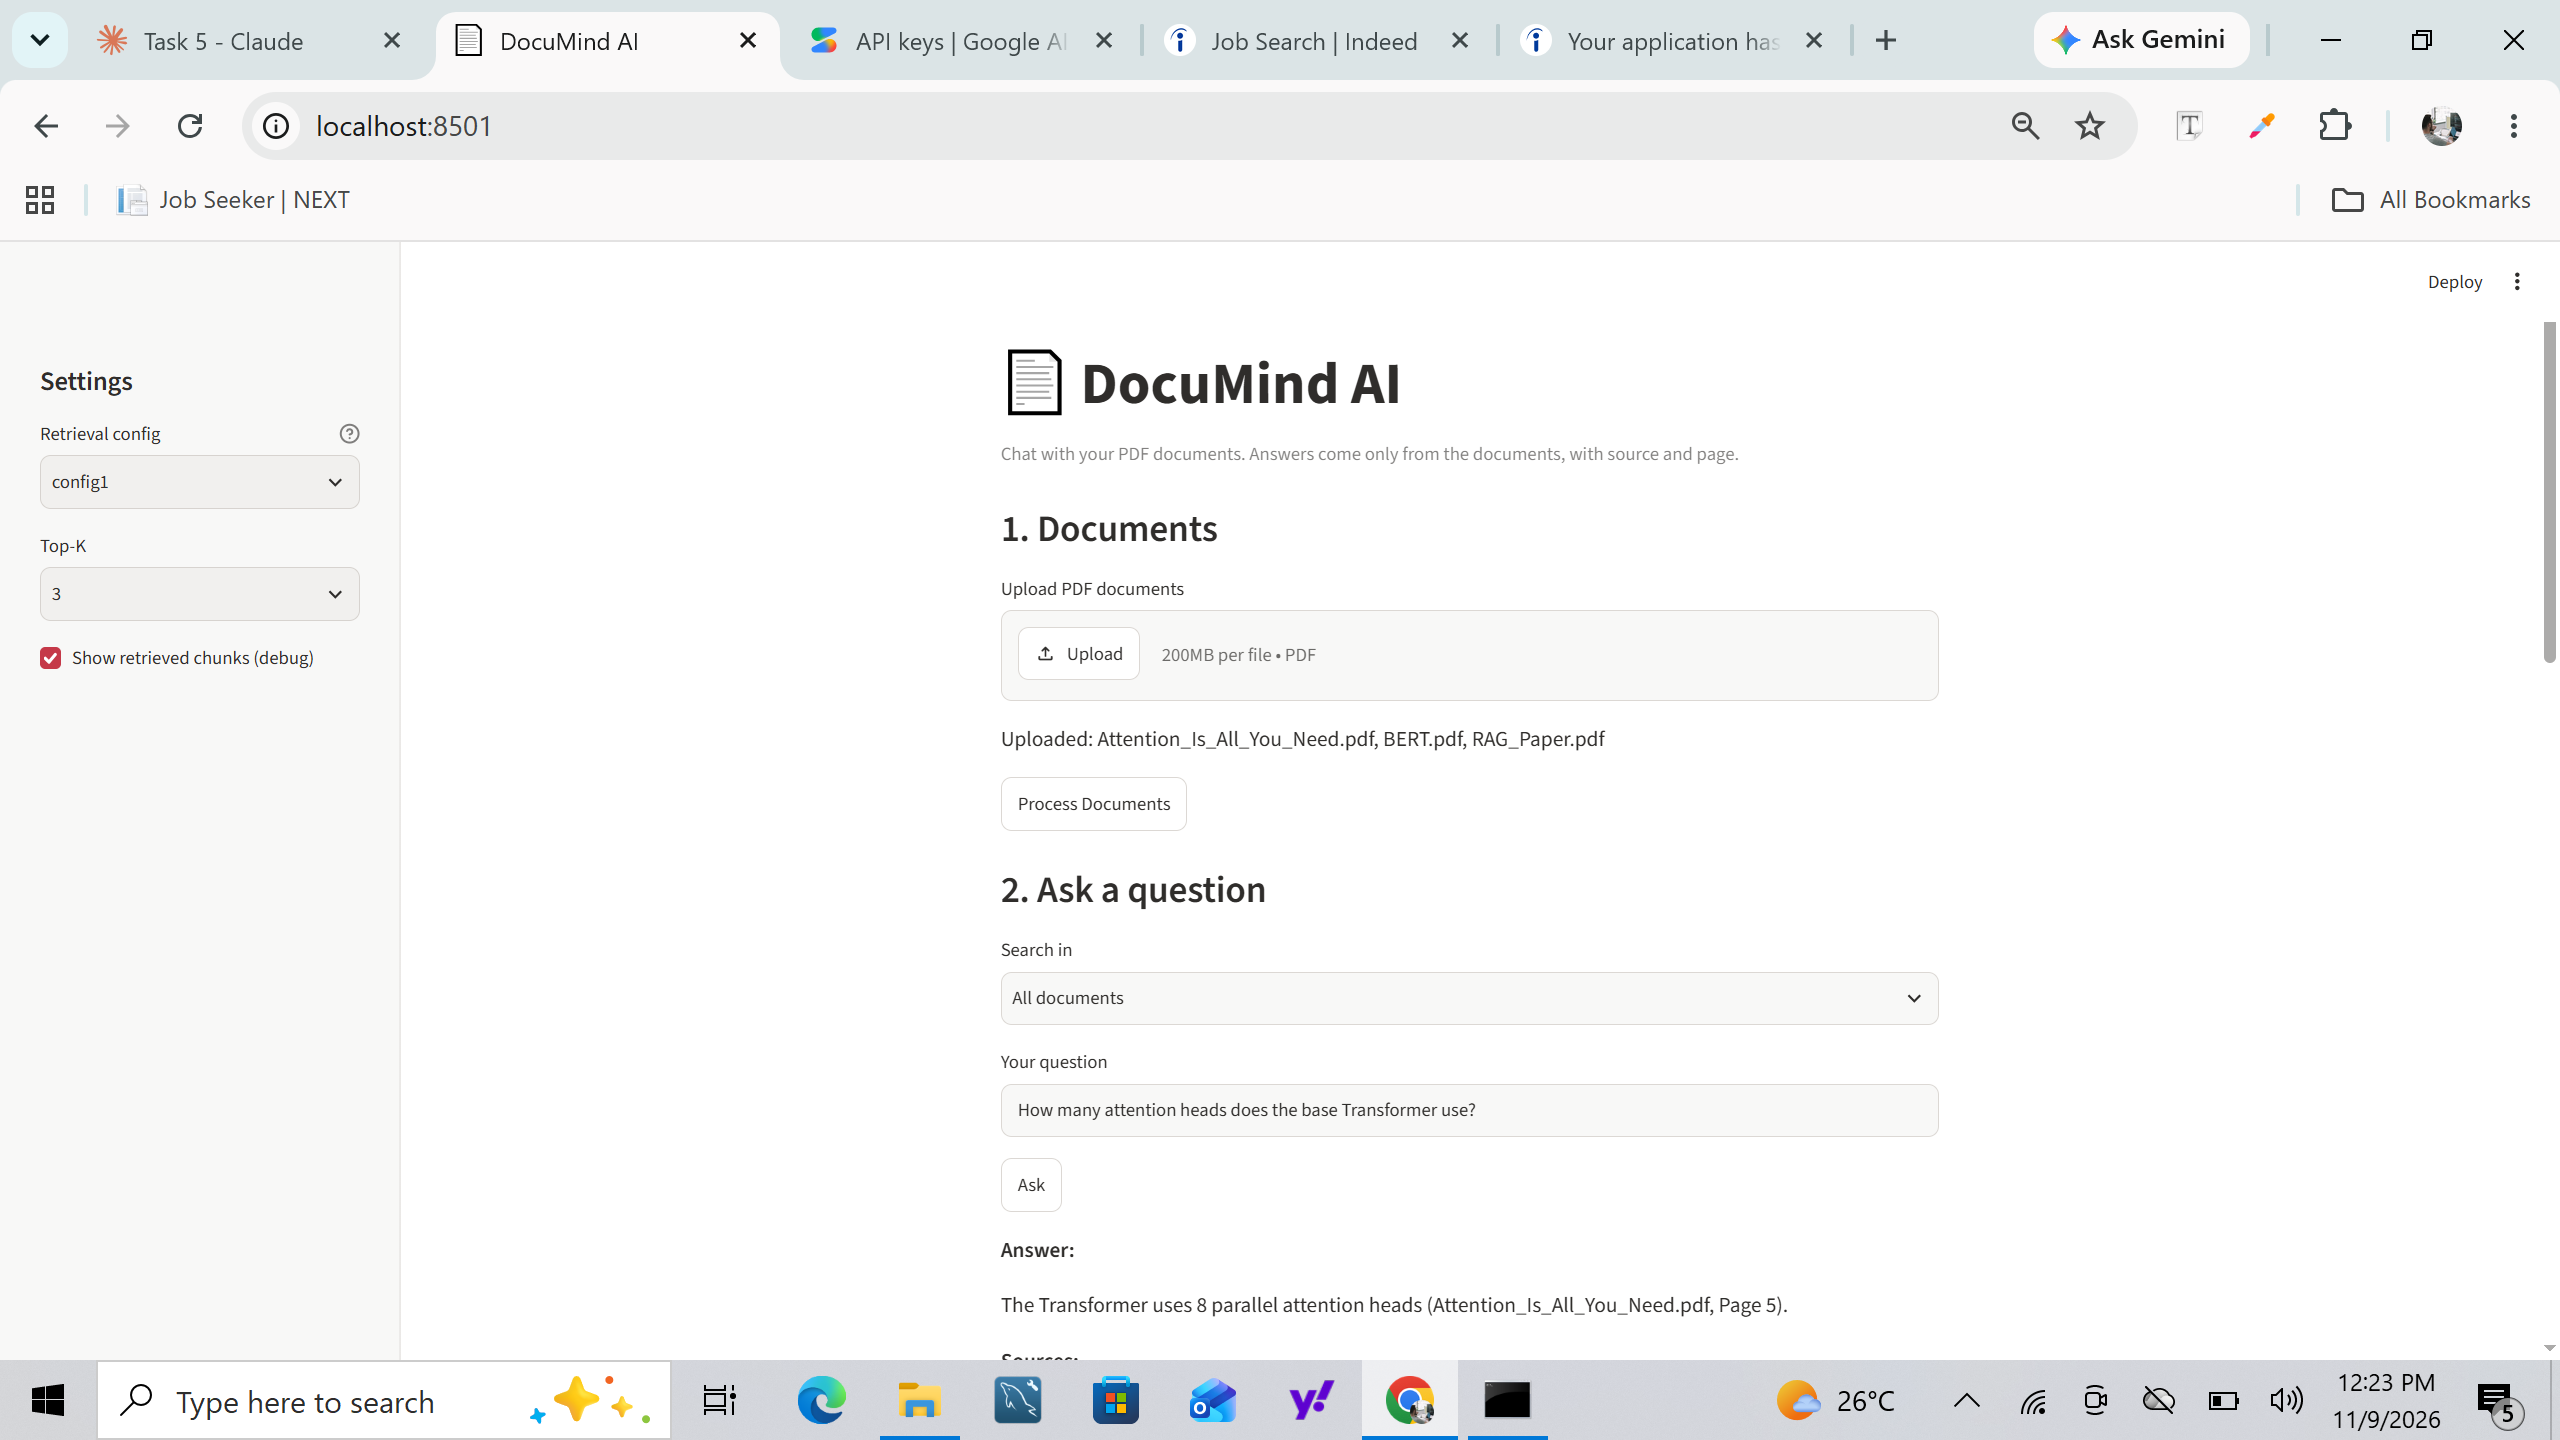 Task 5 - Claude
DocuMind AI
API keys | Google AI
Job Search | Indeed
Your application has
Ask Gemini
localhost:8501
Job Seeker | NEXT
All Bookmarks
Deploy
Settings
Retrieval config
config1
Top-K
3
Show retrieved chunks (debug)
DocuMind AI
Chat with your PDF documents. Answers come only from the documents, with source and page.
1. Documents
Upload PDF documents
Upload
200MB per file • PDF
Uploaded: Attention_Is_All_You_Need.pdf, BERT.pdf, RAG_Paper.pdf
Process Documents
2. Ask a question
Search in
All documents
Your question
How many attention heads does the base Transformer use?
Ask
Answer:
The Transformer uses 8 parallel attention heads (Attention_Is_All_You_Need.pdf, Page 5).
Sources:
Type here to search
26°C
12:23 PM
11/9/2026
5